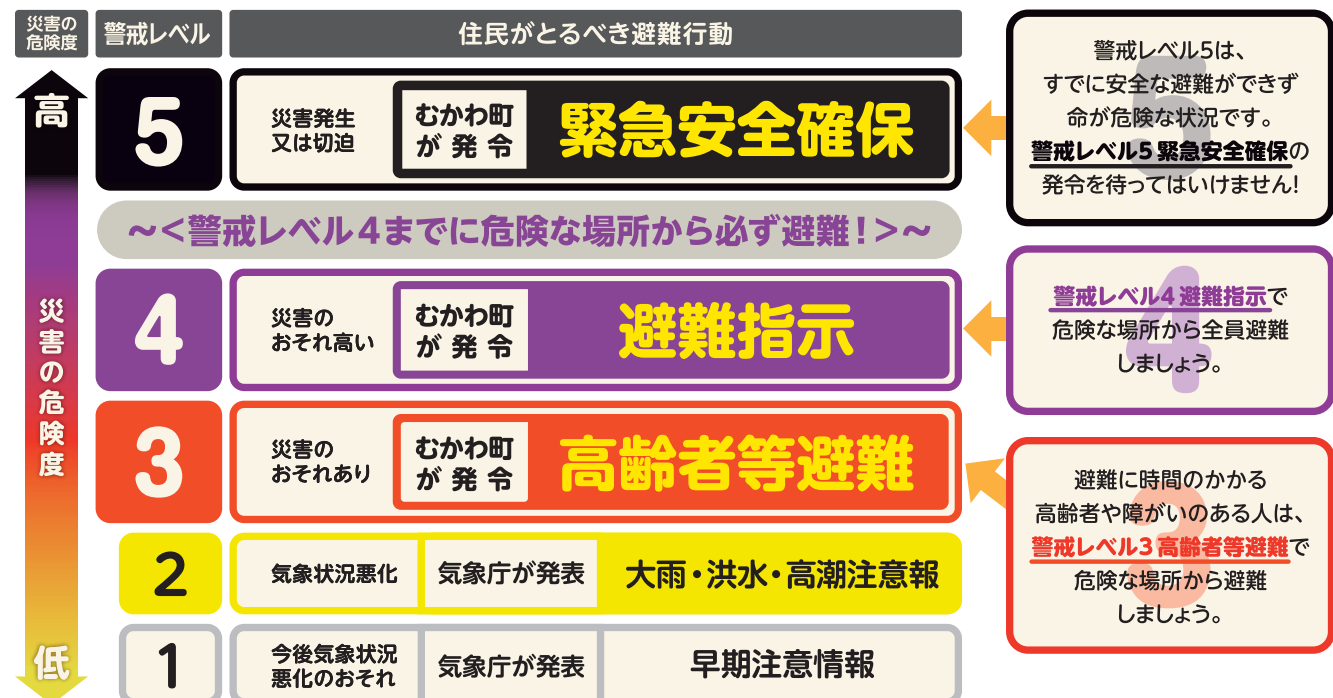 災害の
危険度
警戒レベル
住民がとるべき避難行動
高
災害の危険度
低
5
災害発生
又は切迫
むかわ町
が発令
緊急安全確保
~<警戒レベル4までに危険な場所から必ず避難!>~
4
災害の
おそれ高い
むかわ町
が発令
避難指示
3
災害の
おそれあり
むかわ町
が発令
高齢者等避難
2
気象状況悪化
気象庁が発表
大雨・洪水・高潮注意報
1
今後気象状況
悪化のおそれ
気象庁が発表
早期注意情報
5
警戒レベル5は、
すでに安全な避難ができず
命が危険な状況です。
警戒レベル5 緊急安全確保の
発令を待ってはいけません!
4
警戒レベル4 避難指示で
危険な場所から全員避難
しましょう。
3
避難に時間のかかる
高齢者や障がいのある人は、
警戒レベル3 高齢者等避難で
危険な場所から避難
しましょう。